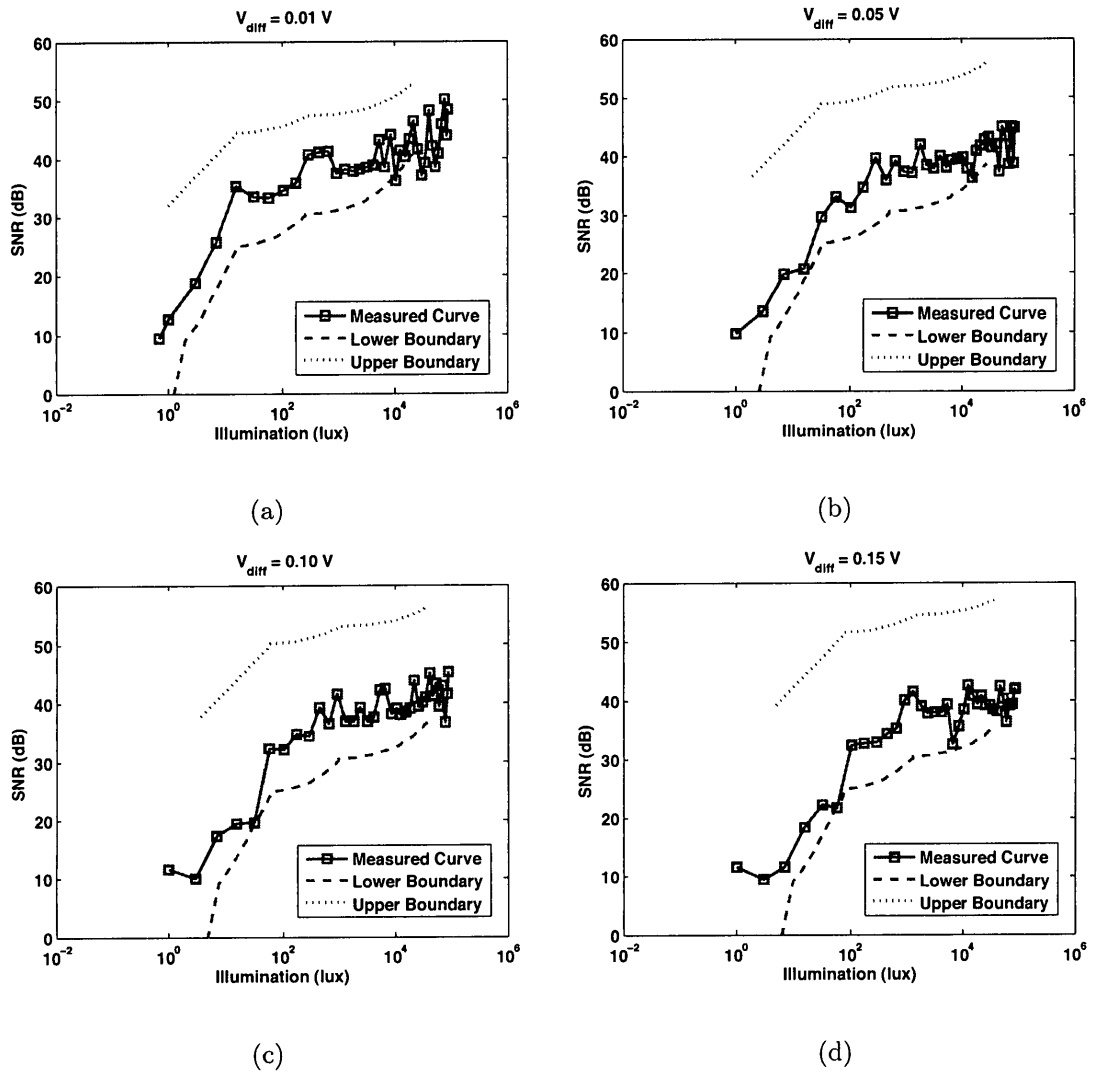 V_diff = 0.01 V
60
50
40
30
20
10
0
SNR (dB)
10^-2
10^0
10^2
10^4
10^6
Illumination (lux)
Measured Curve
Lower Boundary
Upper Boundary
(a)
V_diff = 0.05 V
60
50
40
30
20
10
0
SNR (dB)
10^-2
10^0
10^2
10^4
10^6
Illumination (lux)
Measured Curve
Lower Boundary
Upper Boundary
(b)
V_diff = 0.10 V
60
50
40
30
20
10
0
SNR (dB)
10^-2
10^0
10^2
10^4
10^6
Illumination (lux)
Measured Curve
Lower Boundary
Upper Boundary
(c)
V_diff = 0.15 V
60
50
40
30
20
10
0
SNR (dB)
10^-2
10^0
10^2
10^4
10^6
Illumination (lux)
Measured Curve
Lower Boundary
Upper Boundary
(d)